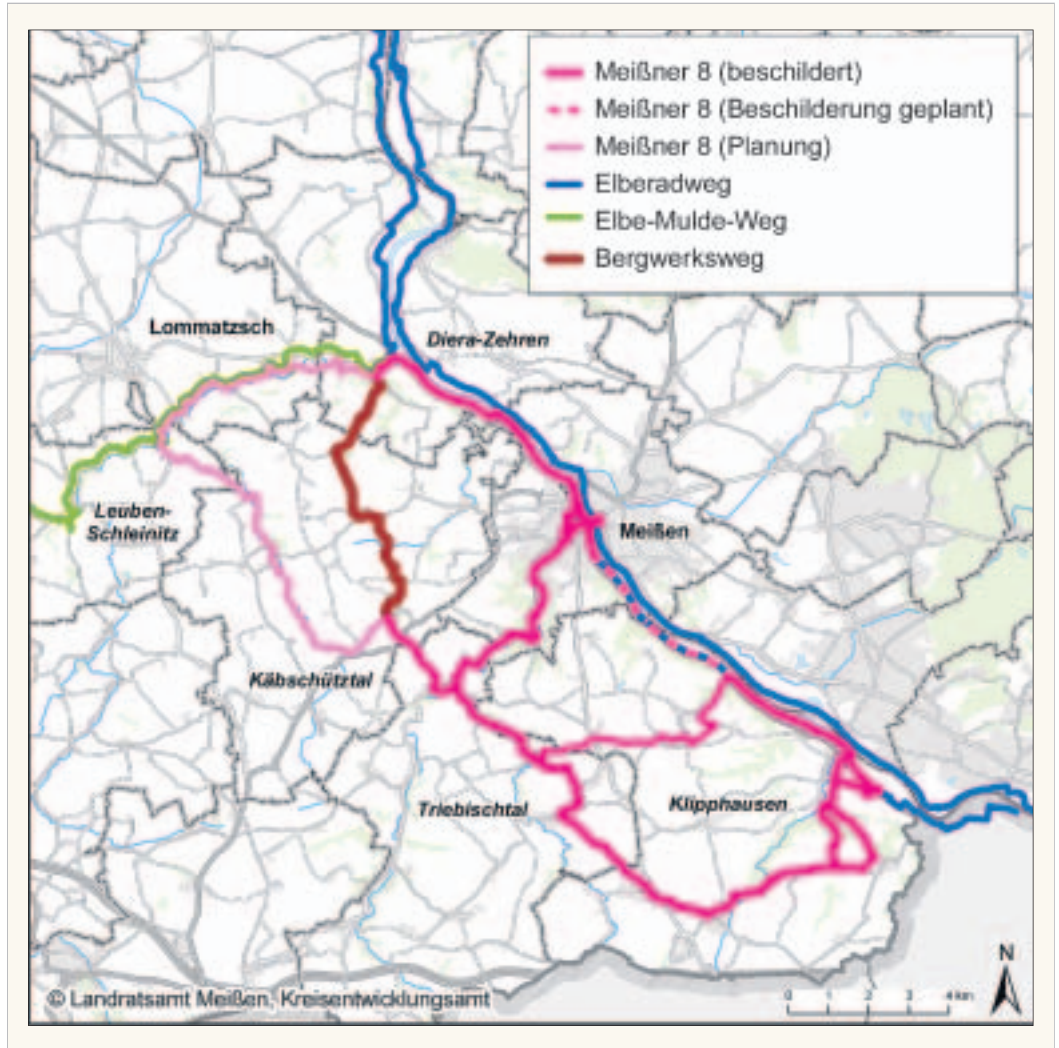 Meißner 8 (beschildert)
Meißner 8 (Beschilderung geplant)
Meißner 8 (Planung)
Elberadweg
Elbe-Mulde-Weg
Bergwerksweg
Lommatzsch
Diera-Zehren
Leuben-
Schleinitz
Meißen
Käbschütztal
Triebischtal
Klipphausen
N
© Landratsamt Meißen, Kreisentwicklungsamt
0 1 2 3 4 km